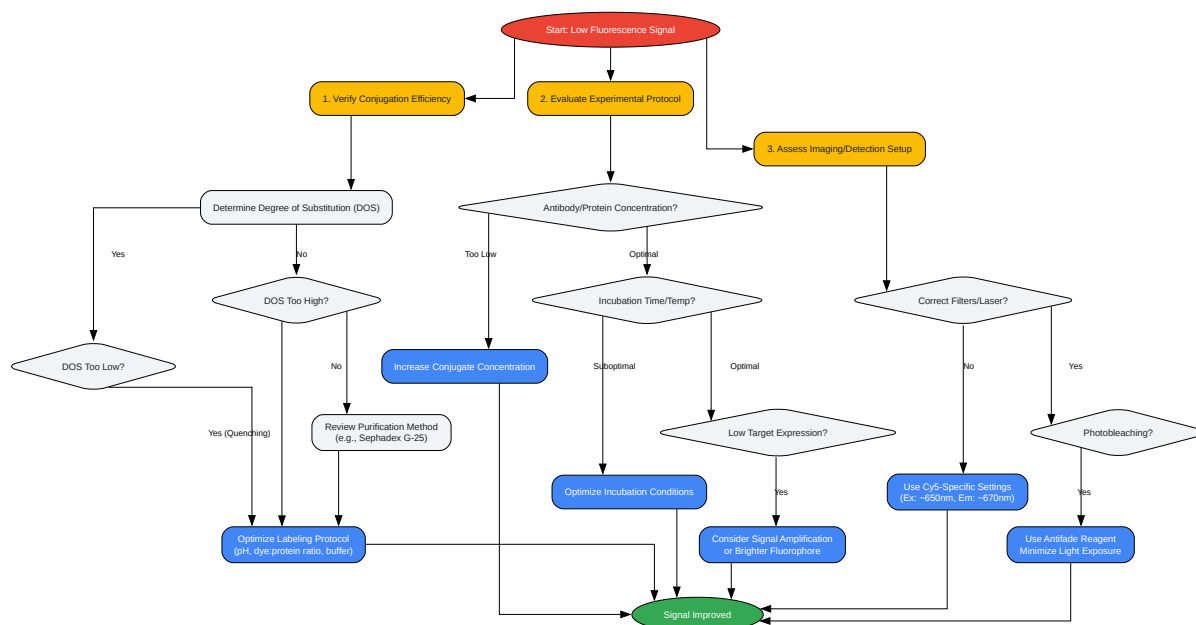 Start: Low Fluorescence Signal
1. Verify Conjugation Efficiency
2. Evaluate Experimental Protocol
3. Assess Imaging/Detection Setup
Determine Degree of Substitution (DOS)
Antibody/Protein Concentration?
Yes
No
Too Low
Optimal
DOS Too High?
Incubation Time/Temp?
Correct Filters/Laser?
DOS Too Low?
No
Increase Conjugate Concentration
Suboptimal
Optimal
No
Yes
Yes (Quenching)
Review Purification Method
(e.g., Sephadex G-25)
Low Target Expression?
Photobleaching?
Optimize Incubation Conditions
Yes
Use Cy5-Specific Settings
(Ex: ~650nm, Em: ~670nm)
Yes
Optimize Labeling Protocol
(pH, dye:protein ratio, buffer)
Consider Signal Amplification
or Brighter Fluorophore
Use Antifade Reagent
Minimize Light Exposure
Signal Improved